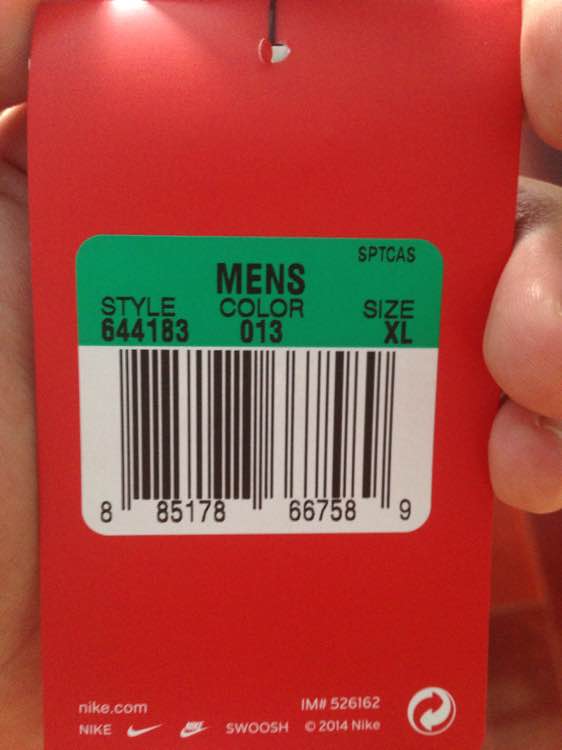 SPTCAS
MENS
STYLE COLOR SIZE
644183 013 XL
8 85178 66758 9
nike.com IM# 526162
NIKE NIKE SWOOSH © 2014 Nike